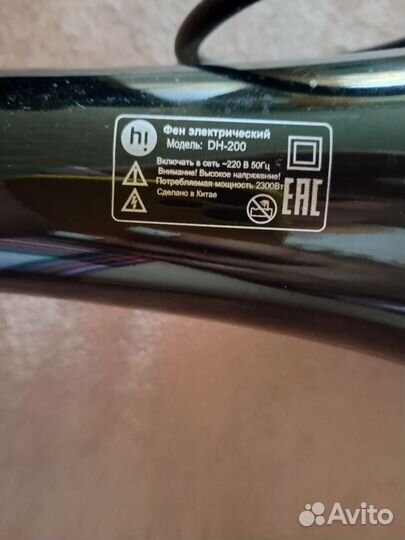 h!
Фен электрический
Модель: DH-200
Включать в сеть ~220 В 50Гц
Внимание! Высокое напряжение!
Потребляемая мощность 2300Вт
Сделано в Китае
EAC
Avito